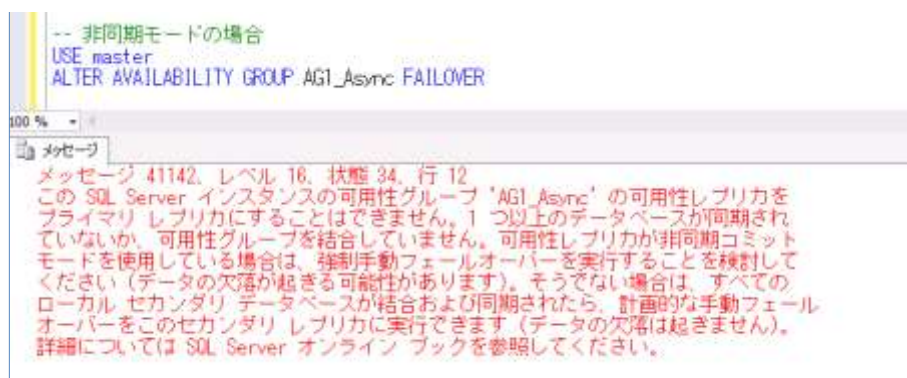 -- 非同期モードの場合
USE master
ALTER AVAILABILITY GROUP AG1_Async FAILOVER
100 %
メッセージ
メッセージ 41142、レベル 16、状態 34、行 12
この SQL Server インスタンスの可用性グループ 'AG1_Async' の可用性レプリカを
プライマリ レプリカにすることはできません。1 つ以上のデータベースが同期され
ていないか、可用性グループを結合していません。可用性レプリカが非同期コミット
モードを使用している場合は、強制手動フェールオーバーを実行することを検討して
ください (データの欠落が起きる可能性があります)。そうでない場合は、すべての
ローカル セカンダリ データベースが結合および同期されたら、計画的な手動フェール
オーバーをこのセカンダリ レプリカに実行できます (データの欠落は起きません)。
詳細については SQL Server オンライン ブックを参照してください。